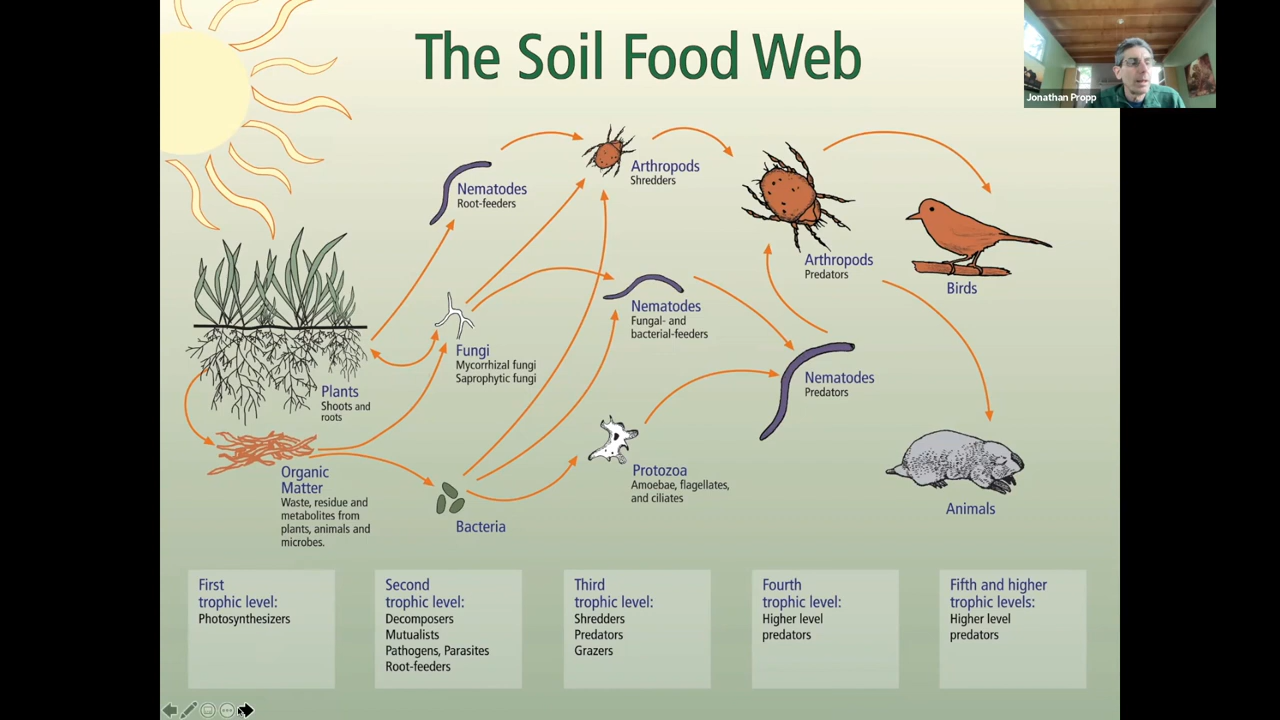 The Soil Food Web
Jonathan Propp
Arthropods
Shredders
Nematodes
Root-feeders
Arthropods
Predators
Birds
Nematodes
Fungal- and
bacterial-feeders
Fungi
Mycorrhizal fungi
Saprophytic fungi
Nematodes
Predators
Plants
Shoots and
roots
Organic
Matter
Waste, residue and
metabolites from
plants, animals and
microbes.
Bacteria
Protozoa
Amoebae, flagellates,
and ciliates
Animals
First
trophic level:
Photosynthesizers
Second
trophic level:
Decomposers
Mutualists
Pathogens, Parasites
Root-feeders
Third
trophic level:
Shredders
Predators
Grazers
Fourth
trophic level:
Higher level
predators
Fifth and higher
trophic levels:
Higher level
predators